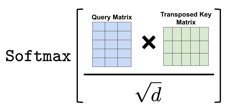 Query Matrix
Transposed Key
Matrix
Softmax
×
√d